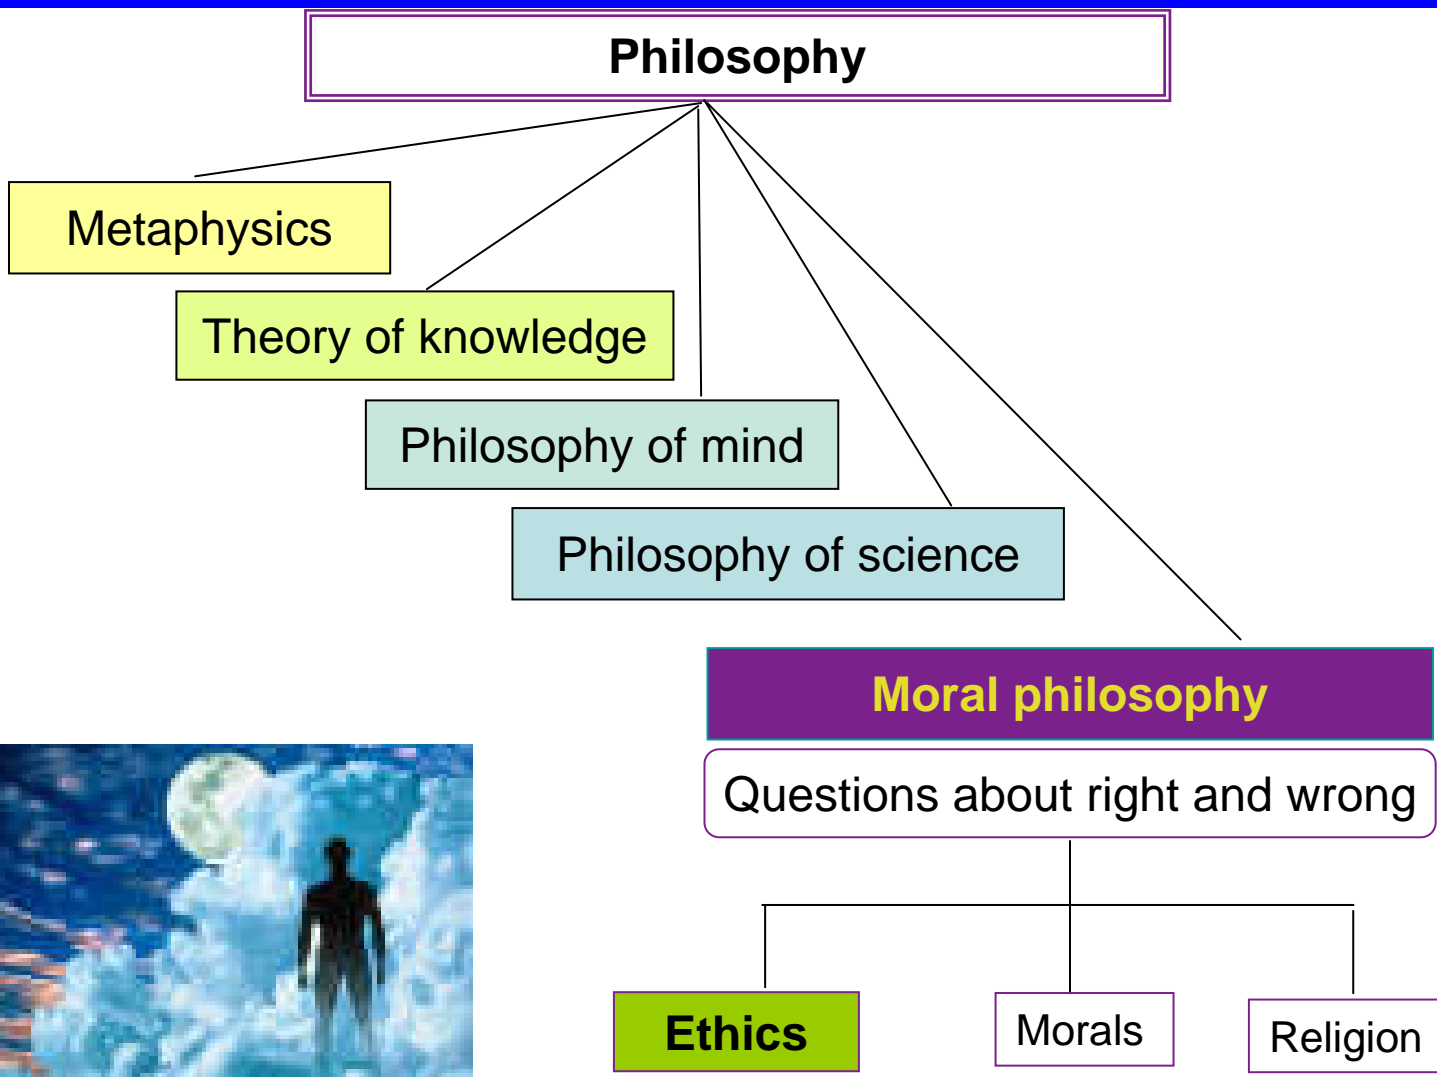 Philosophy
Metaphysics
Theory of knowledge
Philosophy of mind
Philosophy of science
Moral philosophy
Questions about right and wrong
Ethics
Morals
Religion